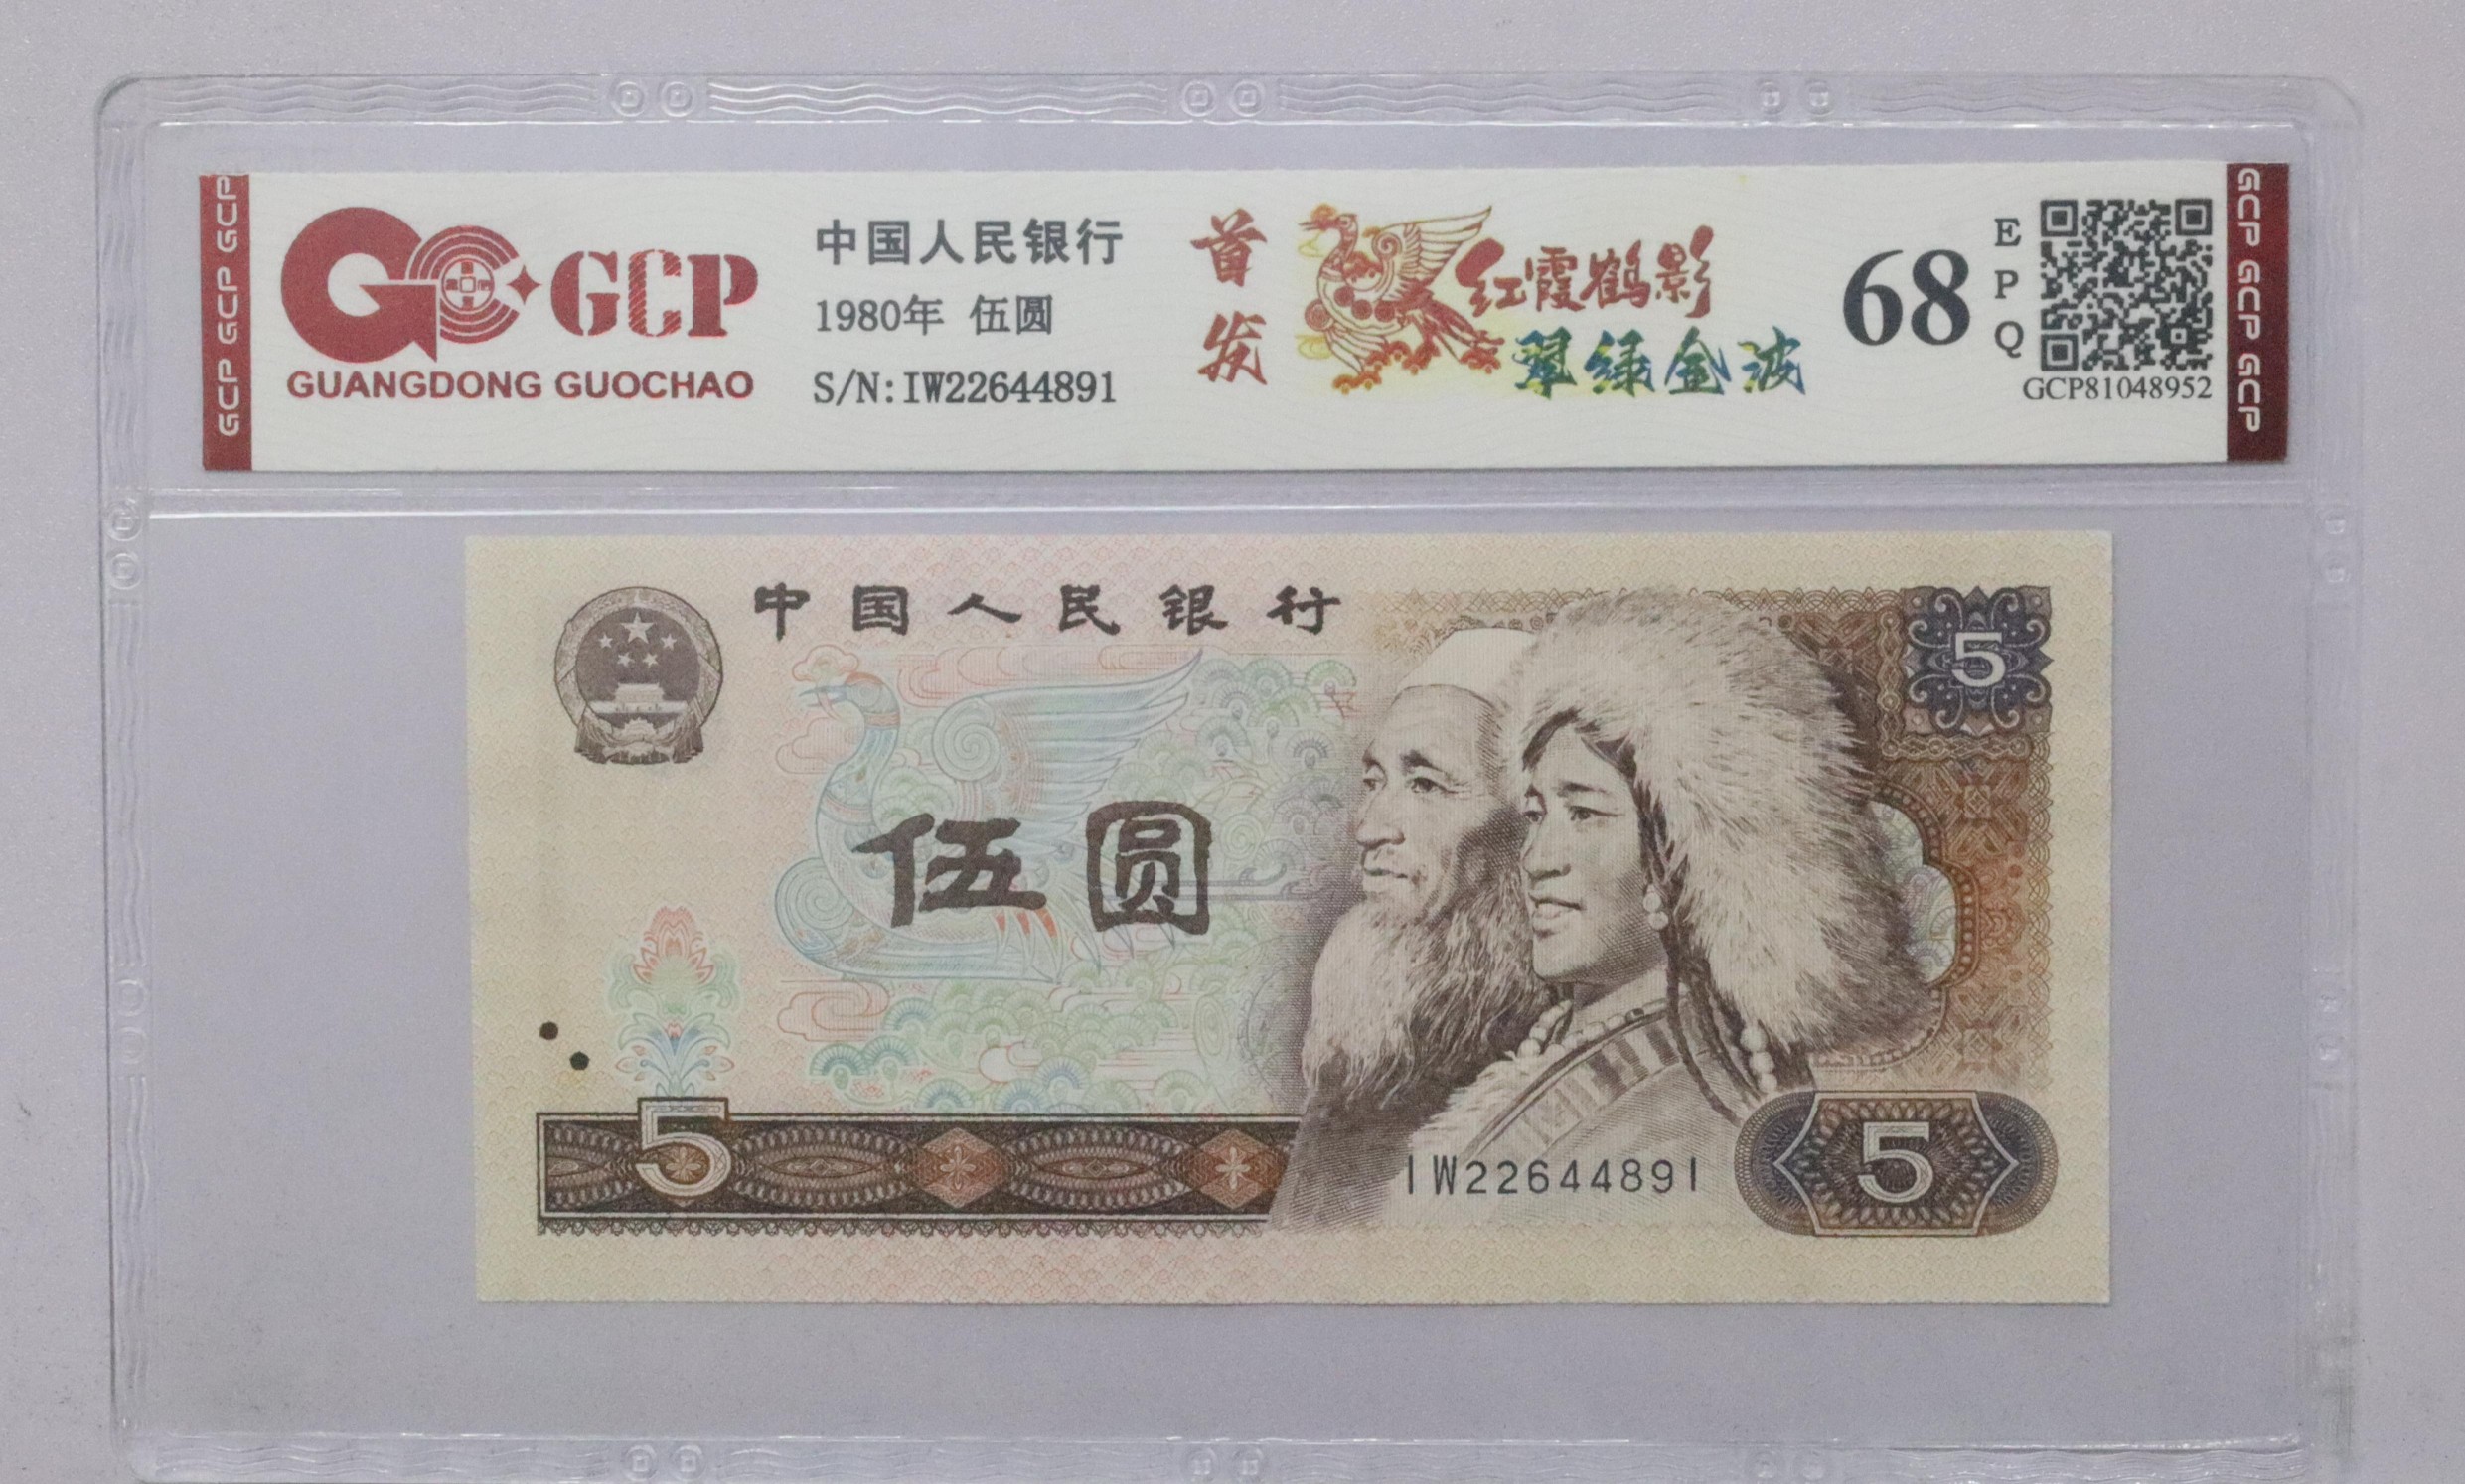 GCP GCP GCP
GCP
GUANGDONG GUOCHAO
中国人民银行
1980年 伍圆
S/N:IW22644891
首发
红霞鹤影
翠绿金波
68
EPQ
GCP81048952
GCP GCP GCP
中国人民银行
5
伍圆
5
IW22644891
5